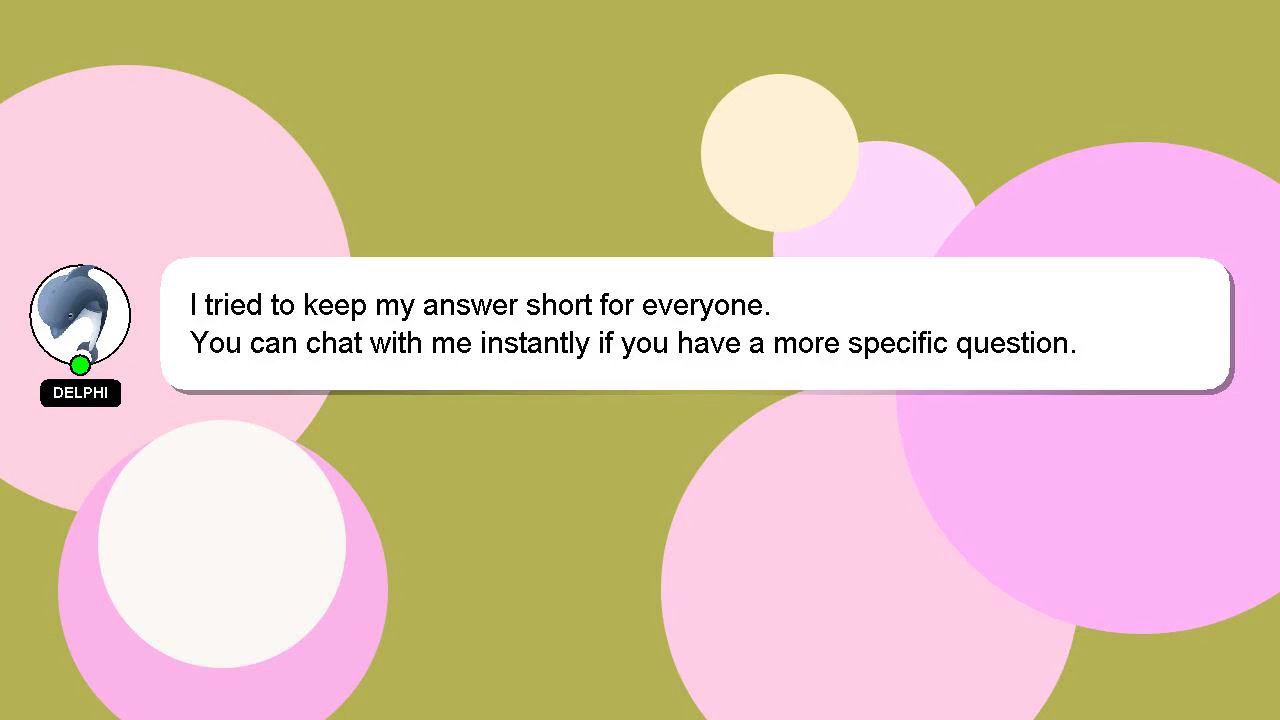 I tried to keep my answer short for everyone.
You can chat with me instantly if you have a more specific question.
DELPHI